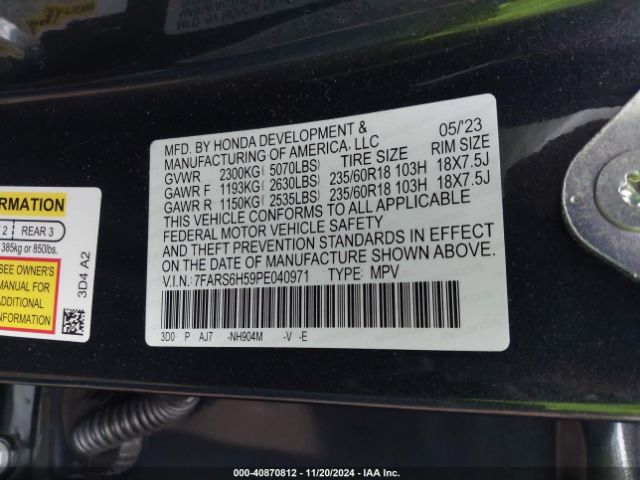 MFD. BY HONDA DEVELOPMENT & 05/'23
MANUFACTURING OF AMERICA, LLC
GVWR 2300KG( 5070LBS) TIRE SIZE RIM SIZE
GAWR F 1193KG( 2630LBS) 235/60R18 103H 18X7.5J
GAWR R 1150KG( 2535LBS) 235/60R18 103H 18X7.5J
THIS VEHICLE CONFORMS TO ALL APPLICABLE
FEDERAL MOTOR VEHICLE SAFETY
AND THEFT PREVENTION STANDARDS IN EFFECT
ON THE DATE OF MANUFACTURE SHOWN ABOVE.
V.I.N: 7FARS6H59PE040971 TYPE: MPV
3D0 P AJ7 -NH904M -V -E
ORMATION
2 REAR 3
385kg or 850lbs.
SEE OWNER'S
MANUAL FOR
ADDITIONAL
INFORMATION
3D4 A2
000-40870812 - 11/20/2024 - IAA Inc.